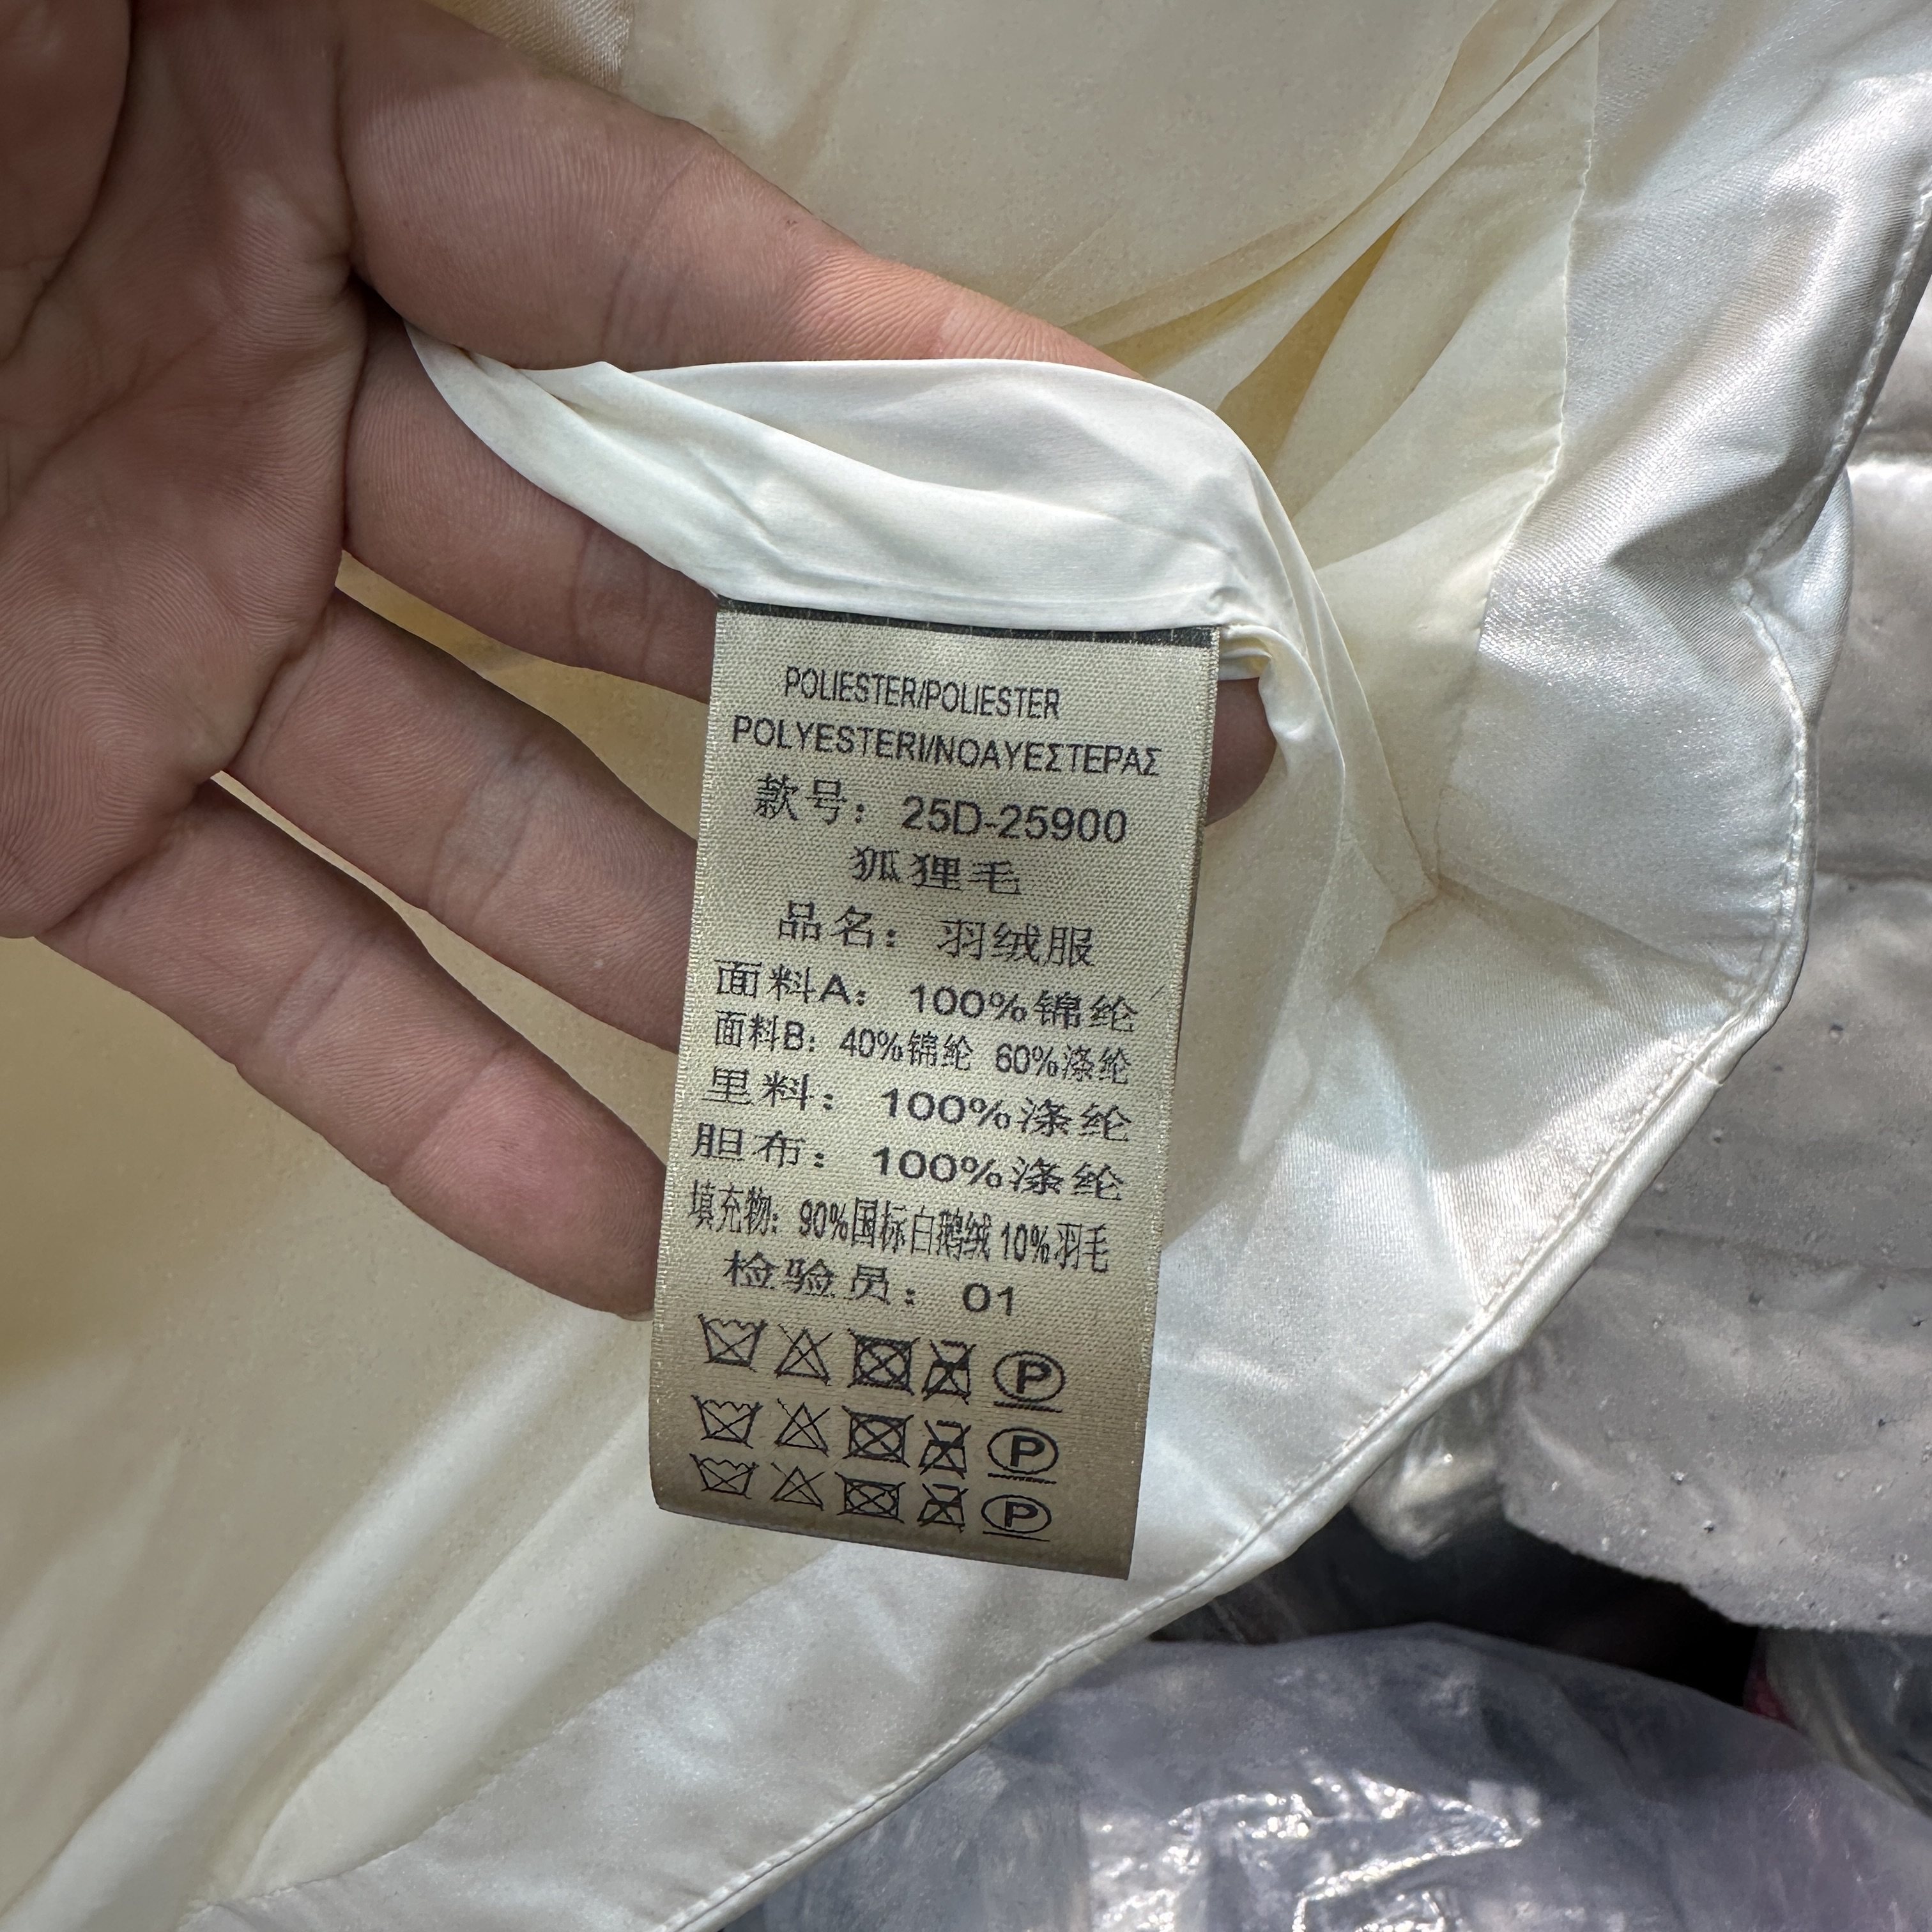 POLIESTER/POLIESTER
POLYESTERI/NOAYEΣTEPAΣ
款号：25D-25900
狐狸毛
品名：羽绒服
面料A：100%锦纶
面料B：40%锦纶 60%涤纶
里料：100%涤纶
胆布：100%涤纶
填充物：90%国标白鹅绒 10%羽毛
检验员：01
P
P
P